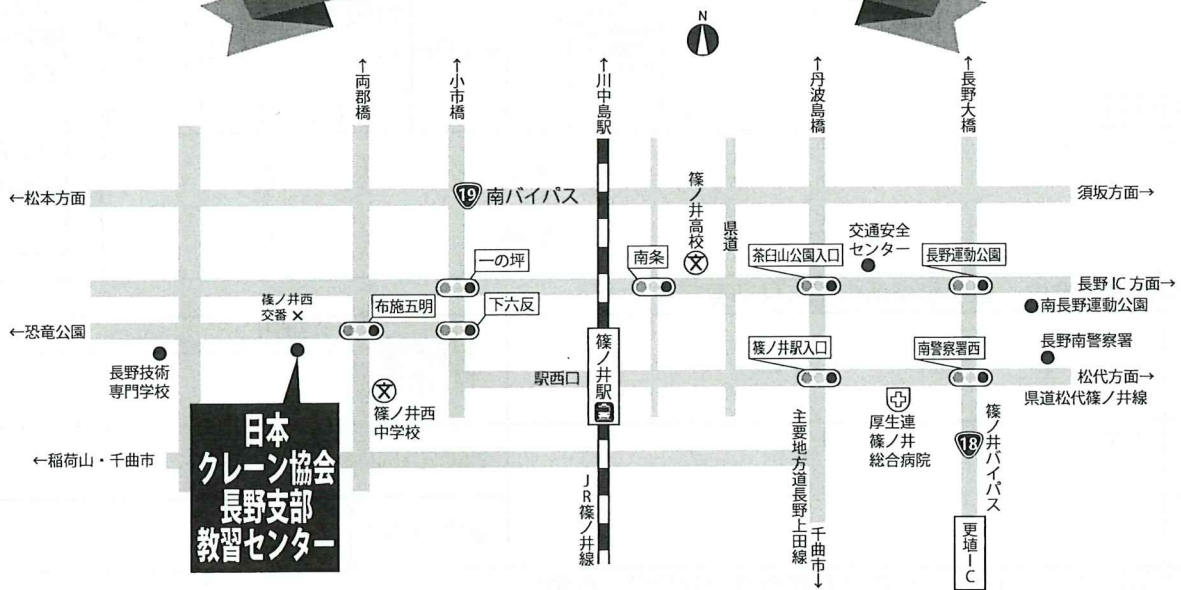 N
↑両郡橋
↑小市橋
↑川中島駅
↑丹波島橋
↑長野大橋
←松本方面
19 南バイパス
須坂方面→
篠ノ井高校
文
県道
交通安全
センター
一の坪
南条
茶臼山公園入口
長野運動公園
長野IC方面→
南長野運動公園
篠ノ井西
交番 ×
布施五明
下六反
←恐竜公園
長野技術
専門学校
文
篠ノ井西
中学校
駅西口
篠ノ井駅
篠ノ井駅入口
南警察署西
長野南警察署
松代方面→
県道松代篠ノ井線
厚生連
篠ノ井
総合病院
18
篠ノ井バイパス
日本
クレーン協会
長野支部
教習センター
←稲荷山・千曲市
JR篠ノ井線
主要地方道長野上田線
千曲市↓
更埴IC